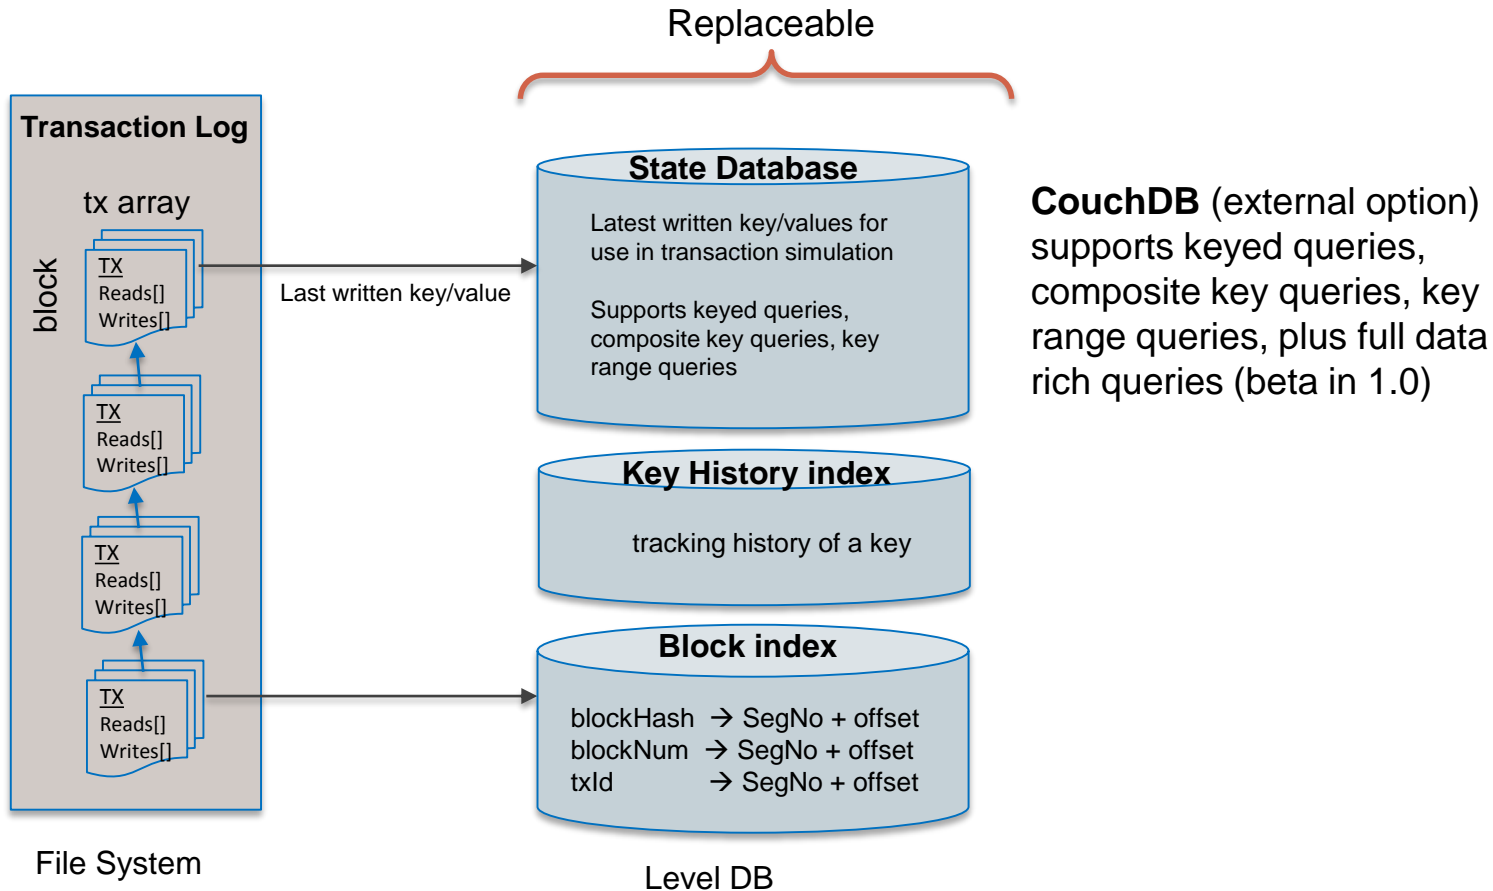 Replaceable
Transaction Log
tx array
block
TX
Reads[]
Writes[]
TX
Reads[]
Writes[]
TX
Reads[]
Writes[]
TX
Reads[]
Writes[]
File System
Last written key/value
State Database
Latest written key/values for
use in transaction simulation
Supports keyed queries,
composite key queries, key
range queries
Key History index
tracking history of a key
Block index
blockHash → SegNo + offset
blockNum → SegNo + offset
txId → SegNo + offset
Level DB
CouchDB (external option)
supports keyed queries,
composite key queries, key
range queries, plus full data
rich queries (beta in 1.0)